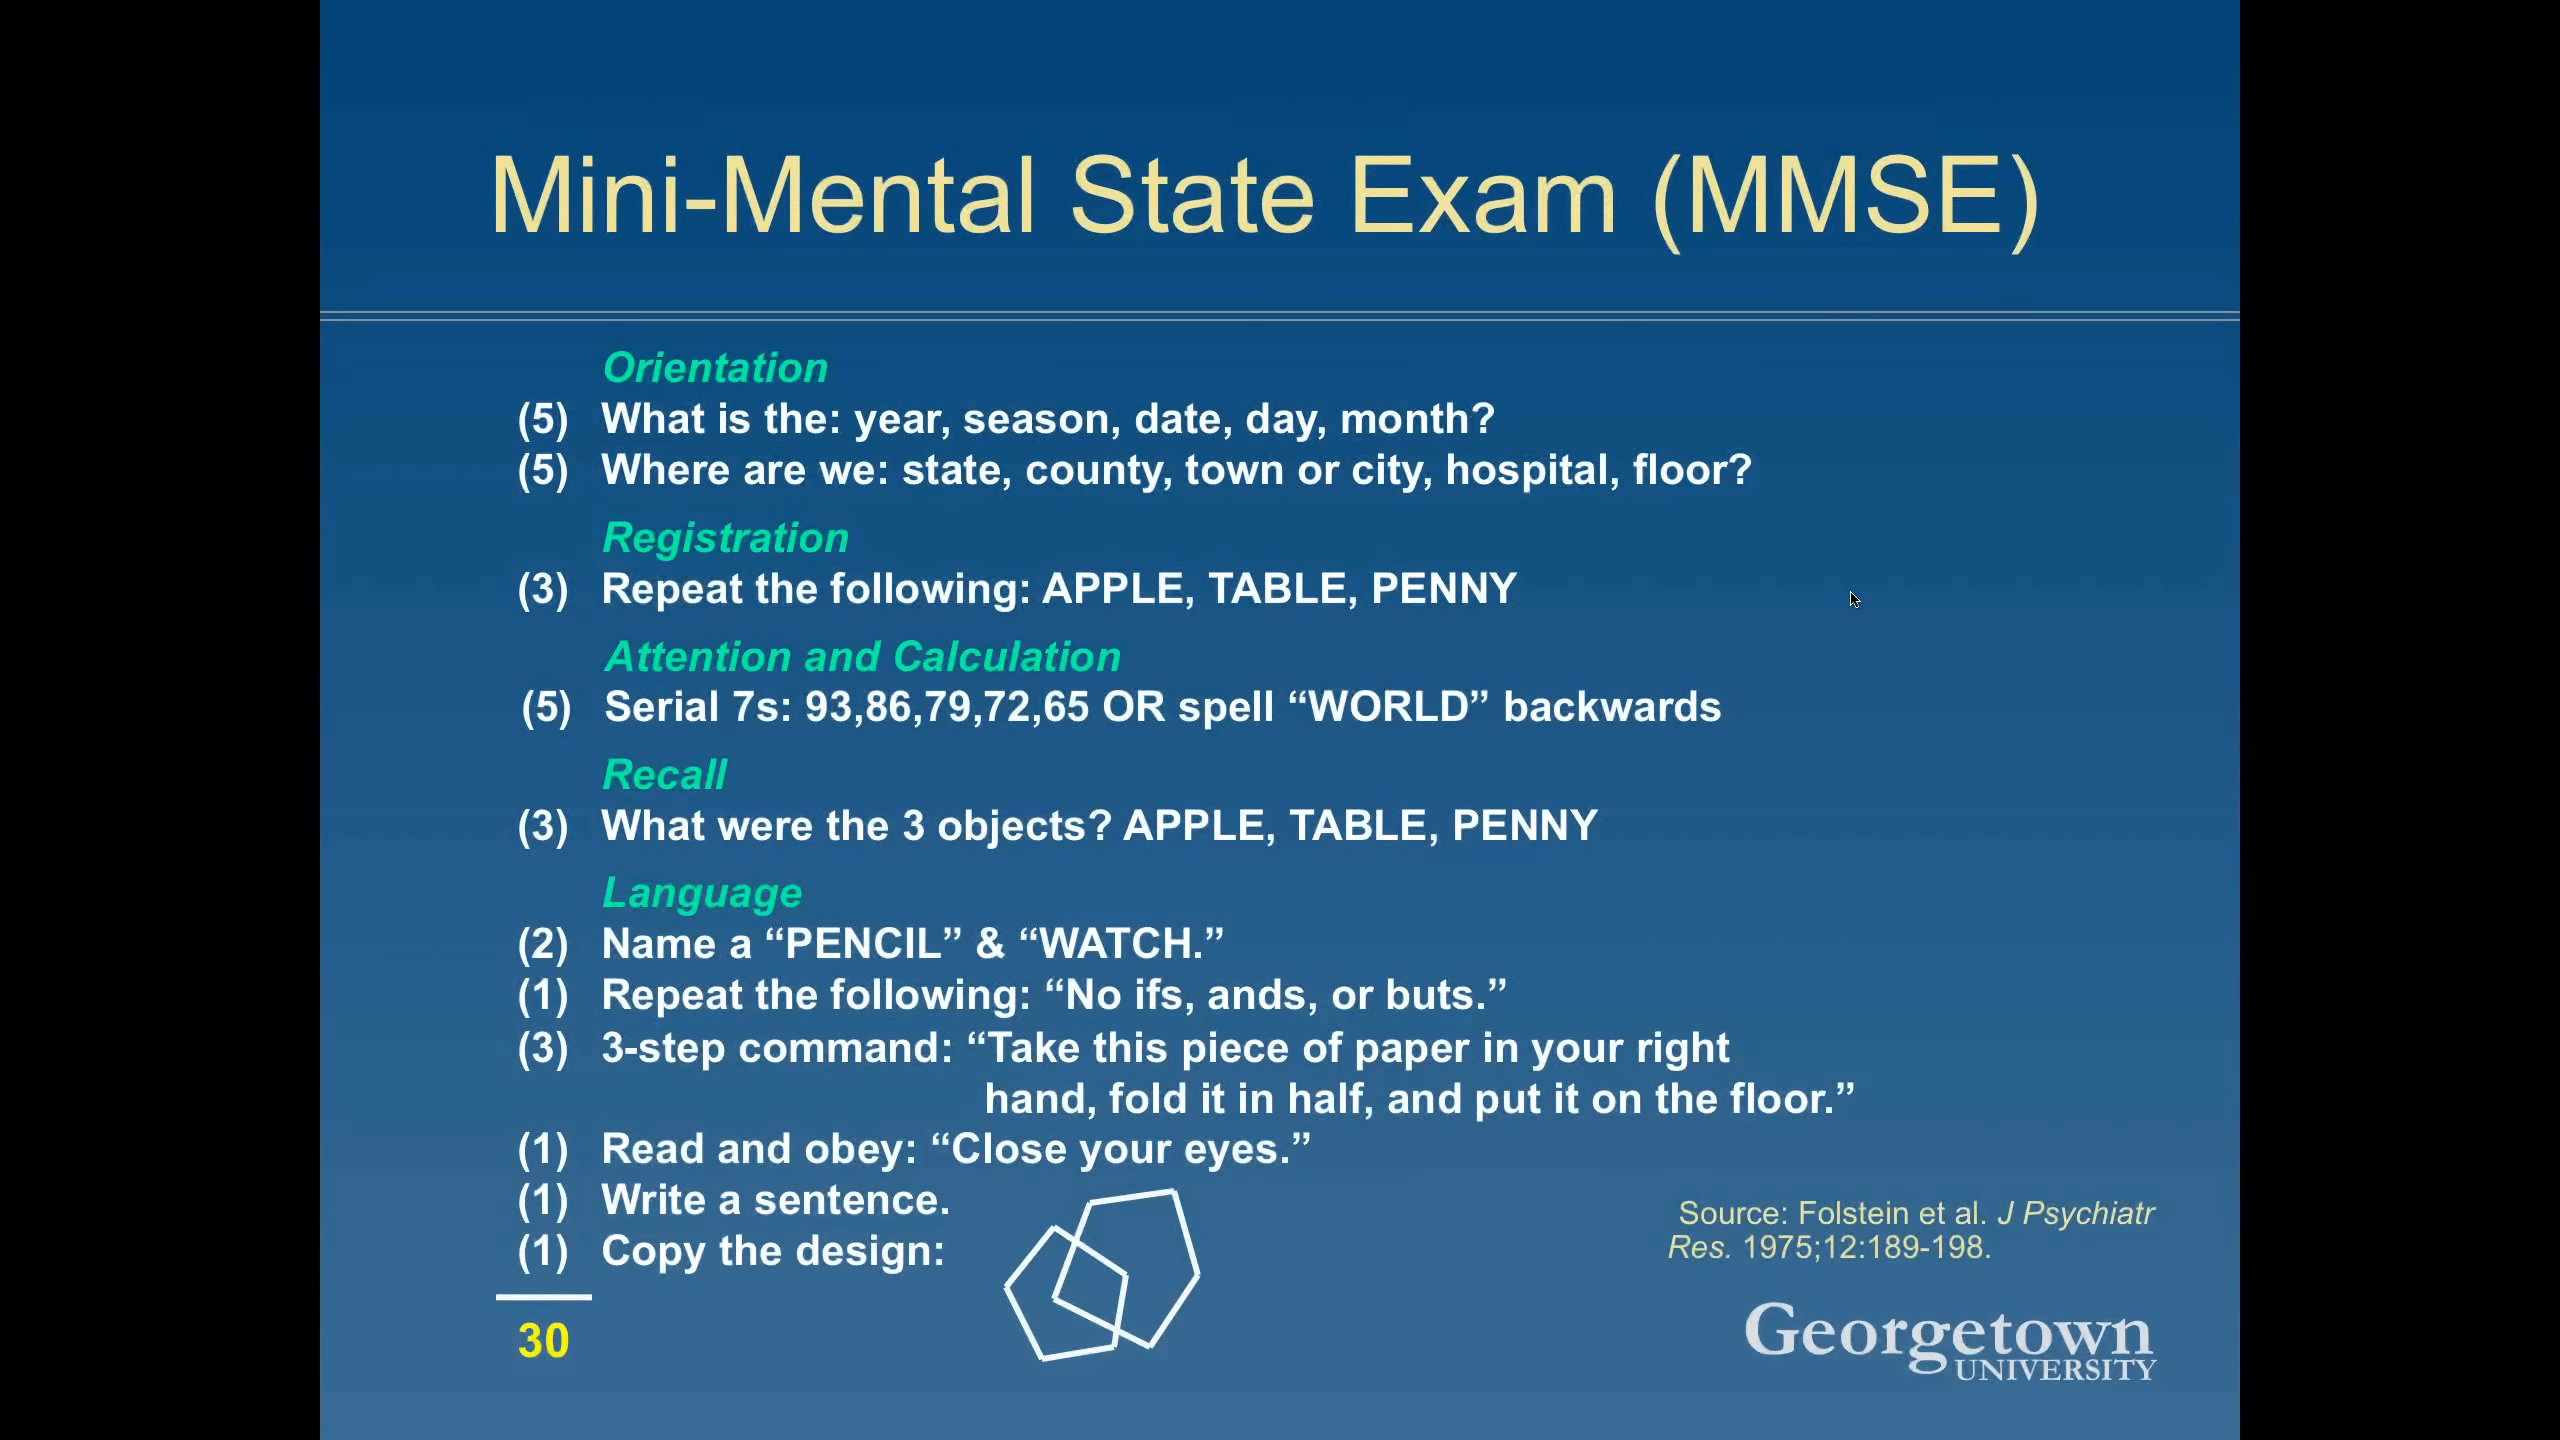 Mini-Mental State Exam (MMSE)
Orientation
(5) What is the: year, season, date, day, month?
(5) Where are we: state, county, town or city, hospital, floor?
Registration
(3) Repeat the following: APPLE, TABLE, PENNY
Attention and Calculation
(5) Serial 7s: 93,86,79,72,65 OR spell “WORLD” backwards
Recall
(3) What were the 3 objects? APPLE, TABLE, PENNY
Language
(2) Name a “PENCIL” & “WATCH.”
(1) Repeat the following: “No ifs, ands, or buts.”
(3) 3-step command: “Take this piece of paper in your right
hand, fold it in half, and put it on the floor.”
(1) Read and obey: “Close your eyes.”
(1) Write a sentence.
(1) Copy the design:
30
Source: Folstein et al. J Psychiatr
Res. 1975;12:189-198.
Georgetown
UNIVERSITY